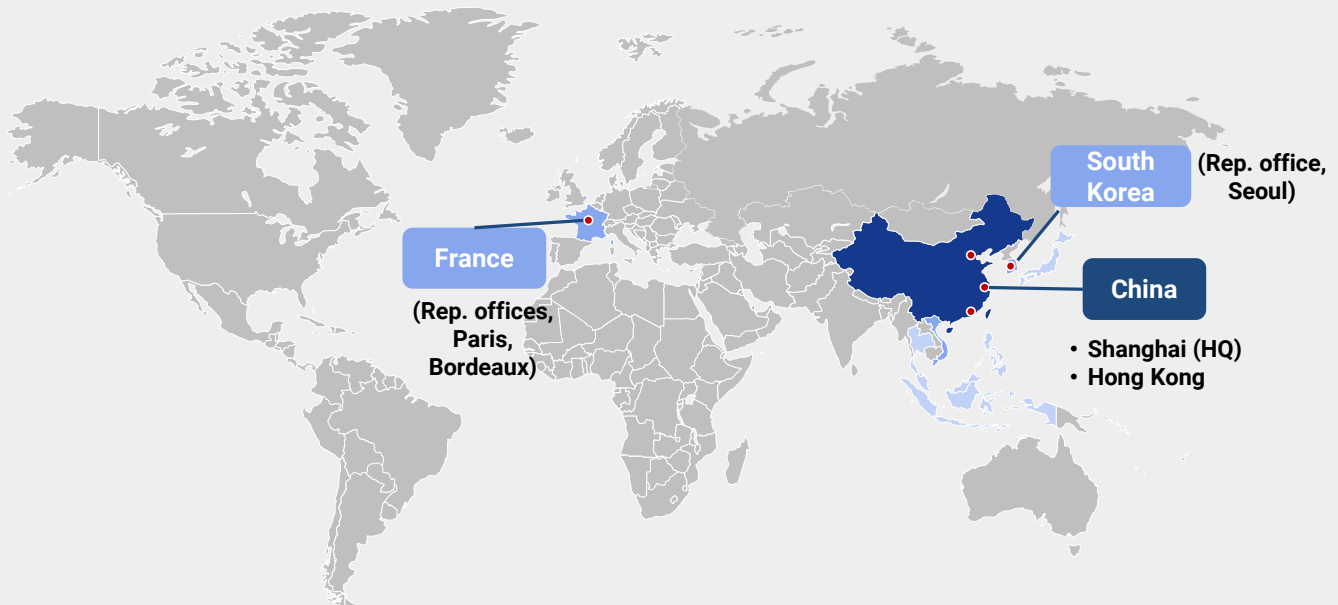 South
Korea
(Rep. office,
Seoul)
France
(Rep. offices,
Paris,
Bordeaux)
China
• Shanghai (HQ)
• Hong Kong